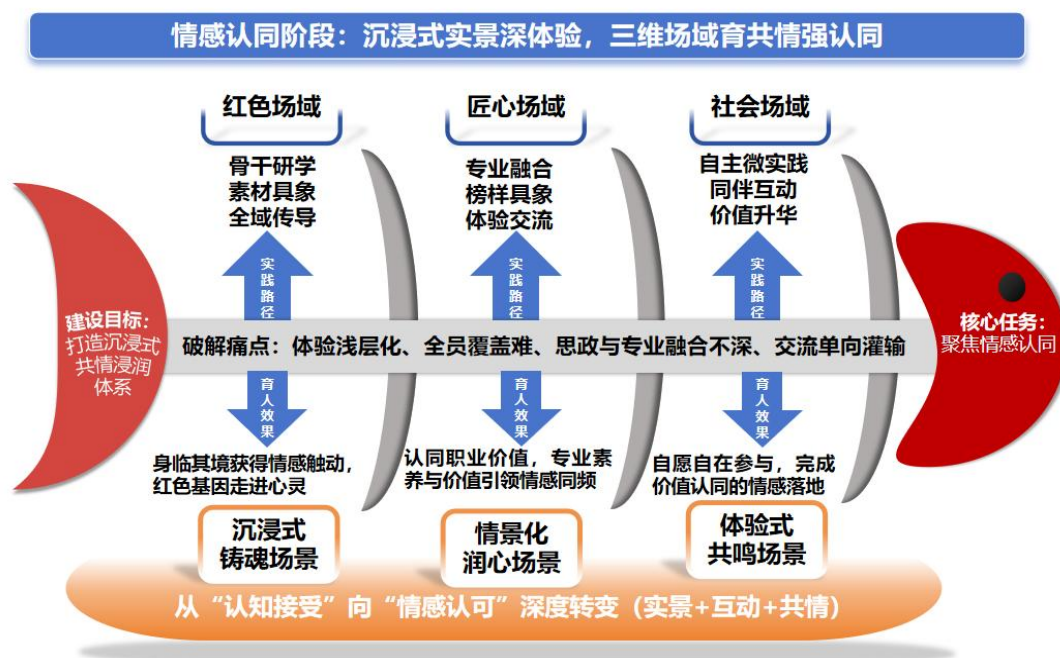 情感认同阶段：沉浸式实景深体验，三维场域育共情强认同
红色场域
匠心场域
社会场域
骨干研学
素材具象
全域传导
专业融合
榜样具象
体验交流
自主微实践
同伴互动
价值升华
实践路径
实践路径
实践路径
建设目标：
打造沉浸式
共情浸润
体系
破解痛点：体验浅层化、全员覆盖难、思政与专业融合不深、交流单向灌输
核心任务：
聚焦情感认同
育人效果
育人效果
育人效果
身临其境获得情感触动，
红色基因走进心灵
认同职业价值，专业素
养与价值引领情感同频
自愿自在参与，完成
价值认同的情感落地
沉浸式
铸魂场景
情景化
润心场景
体验式
共鸣场景
从“认知接受”向“情感认可”深度转变（实景+互动+共情）